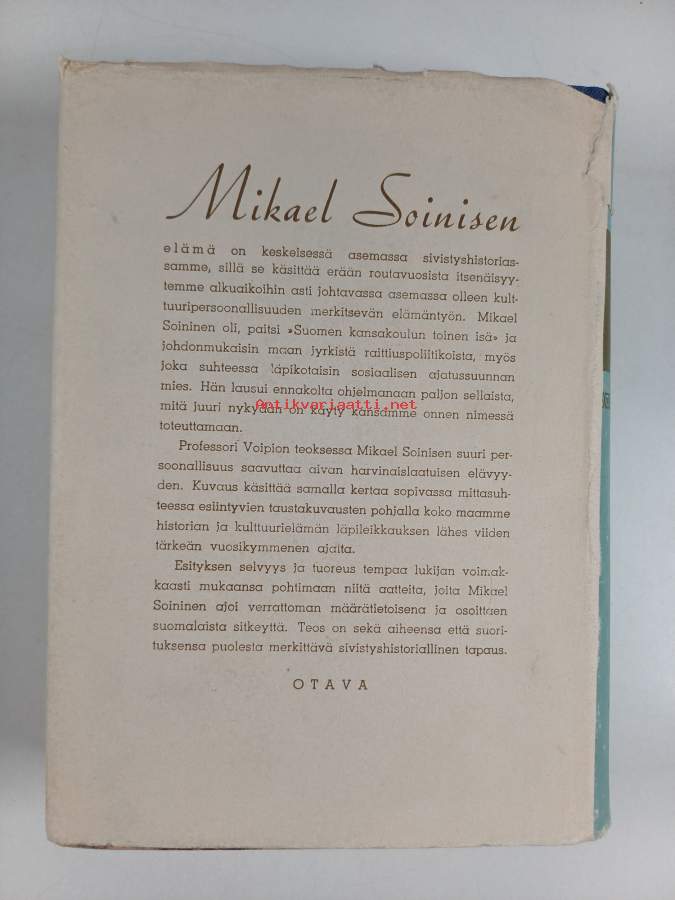 Mikael Soinisen
elämä on keskeisessä asemassa sivistyshistorias-
samme, sillä se käsittää erään routavuosista itsenäisyy-
temme alkuaikoihin asti johtavassa asemassa olleen kult-
tuuripersoonallisuuden merkitsevän elämäntyön. Mikael
Soininen oli, paitsi »Suomen kansakoulun toinen isä» ja
johdonmukaisin maan jyrkistä raittiuspoliitikoista, myös
joka suhteessa läpikotaisin sosiaalisen ajatussuunnan
mies. Hän lausui ennakolta ohjelmanaan paljon sellaista,
mitä juuri nykyään on käyty kansamme onnen nimessä
toteuttamaan.
Antikvariaatti.net
Professori Voipion teoksessa Mikael Soinisen suuri per-
soonallisuus saavuttaa aivan harvinaislaatuisen elävyy-
den. Kuvaus käsittää samalla kertaa sopivassa mittasuh-
teessa esiintyvien taustakuvausten pohjalla koko maamme
historian ja kulttuurielämän läpileikkauksen lähes viiden
tärkeän vuosikymmenen ajalta.
Esityksen selvyys ja tuoreus tempaa lukijan voimak-
kaasti mukaansa pohtimaan niitä aatteita, joita Mikael
Soininen ajoi verrattoman määrätietoisena ja osoittaen
suomalaista sitkeyttä. Teos on sekä aiheensa että suori-
tuksensa puolesta merkittävä sivistyshistoriallinen tapaus.
OTAVA